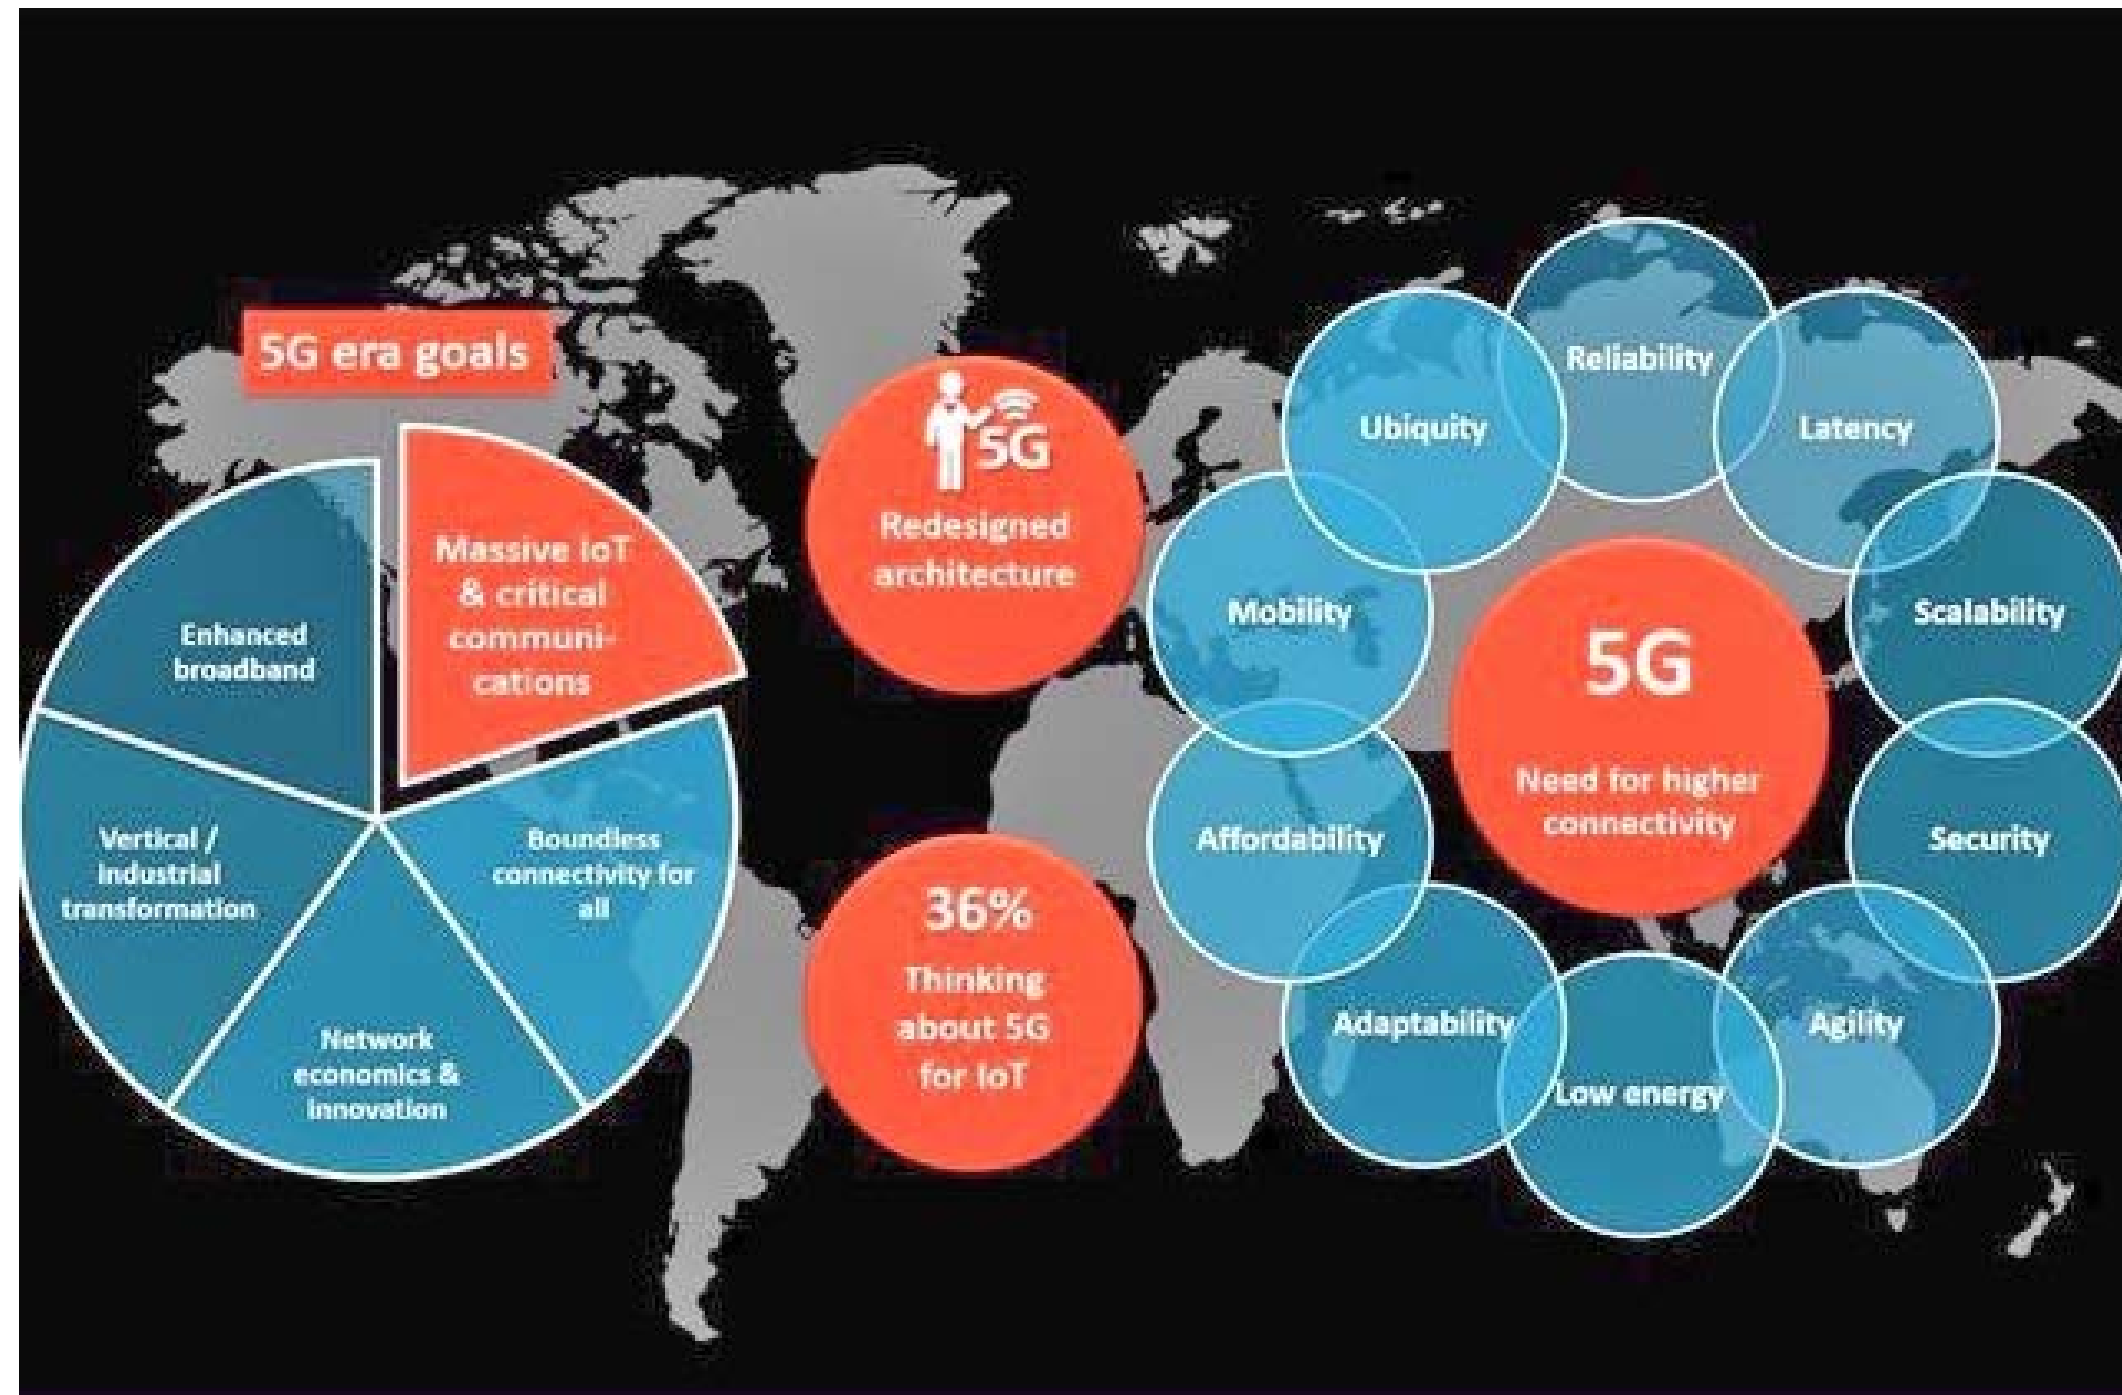 5G era goals
Massive IoT
& critical
communi-
cations
Enhanced
broadband
Vertical /
industrial
transformation
Boundless
connectivity for
all
Network
economics &
innovation
5G
Redesigned
architecture
36%
Thinking
about 5G
for IoT
Reliability
Ubiquity
Latency
Mobility
Scalability
5G
Need for higher
connectivity
Affordability
Security
Adaptability
Agility
Low energy